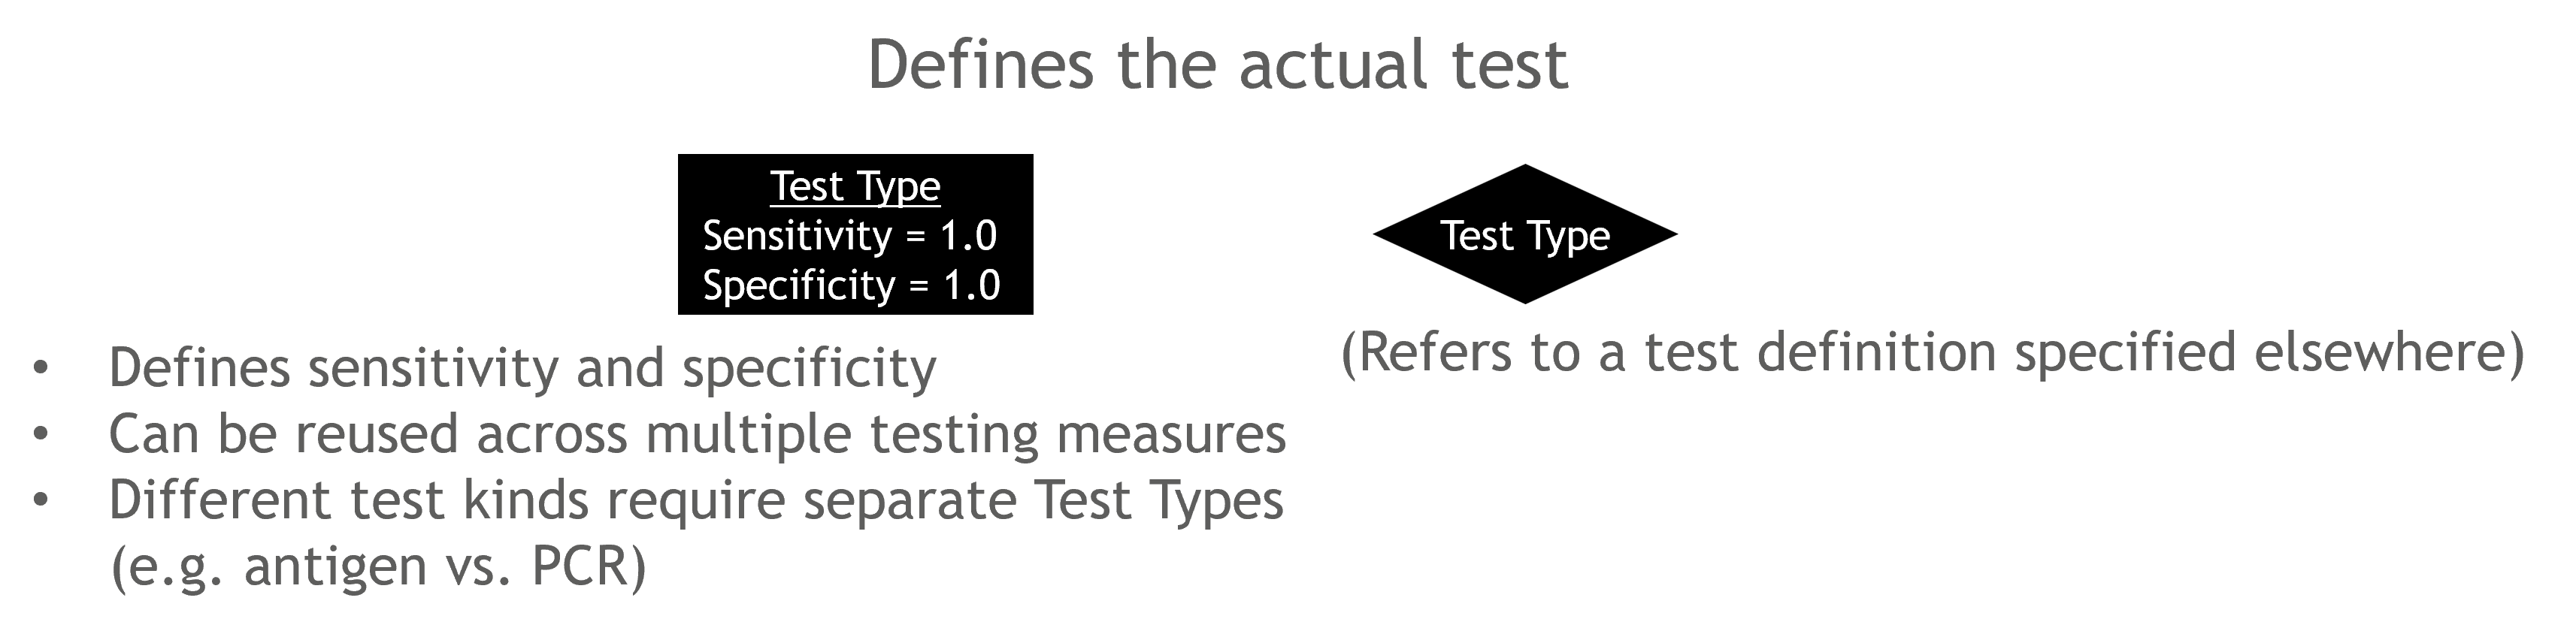 Defines the actual test
Test Type
Sensitivity = 1.0
Specificity = 1.0
Test Type
(Refers to a test definition specified elsewhere)
• Defines sensitivity and specificity
• Can be reused across multiple testing measures
• Different test kinds require separate Test Types
(e.g. antigen vs. PCR)